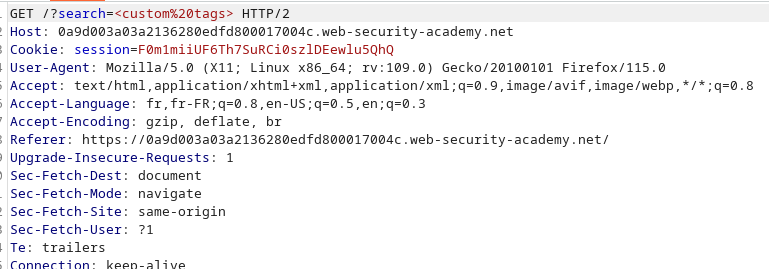 GET /?search=<custom%20tags> HTTP/2
Host: 0a9d003a03a2136280edfd800017004c.web-security-academy.net
Cookie: session=F0m1miiUF6Th7SuRCi0szlDEewlu5QhQ
User-Agent: Mozilla/5.0 (X11; Linux x86_64; rv:109.0) Gecko/20100101 Firefox/115.0
Accept: text/html,application/xhtml+xml,application/xml;q=0.9,image/avif,image/webp,*/*;q=0.8
Accept-Language: fr,fr-FR;q=0.8,en-US;q=0.5,en;q=0.3
Accept-Encoding: gzip, deflate, br
Referer: https://0a9d003a03a2136280edfd800017004c.web-security-academy.net/
Upgrade-Insecure-Requests: 1
Sec-Fetch-Dest: document
Sec-Fetch-Mode: navigate
Sec-Fetch-Site: same-origin
Sec-Fetch-User: ?1
Te: trailers
Connection: keep-alive